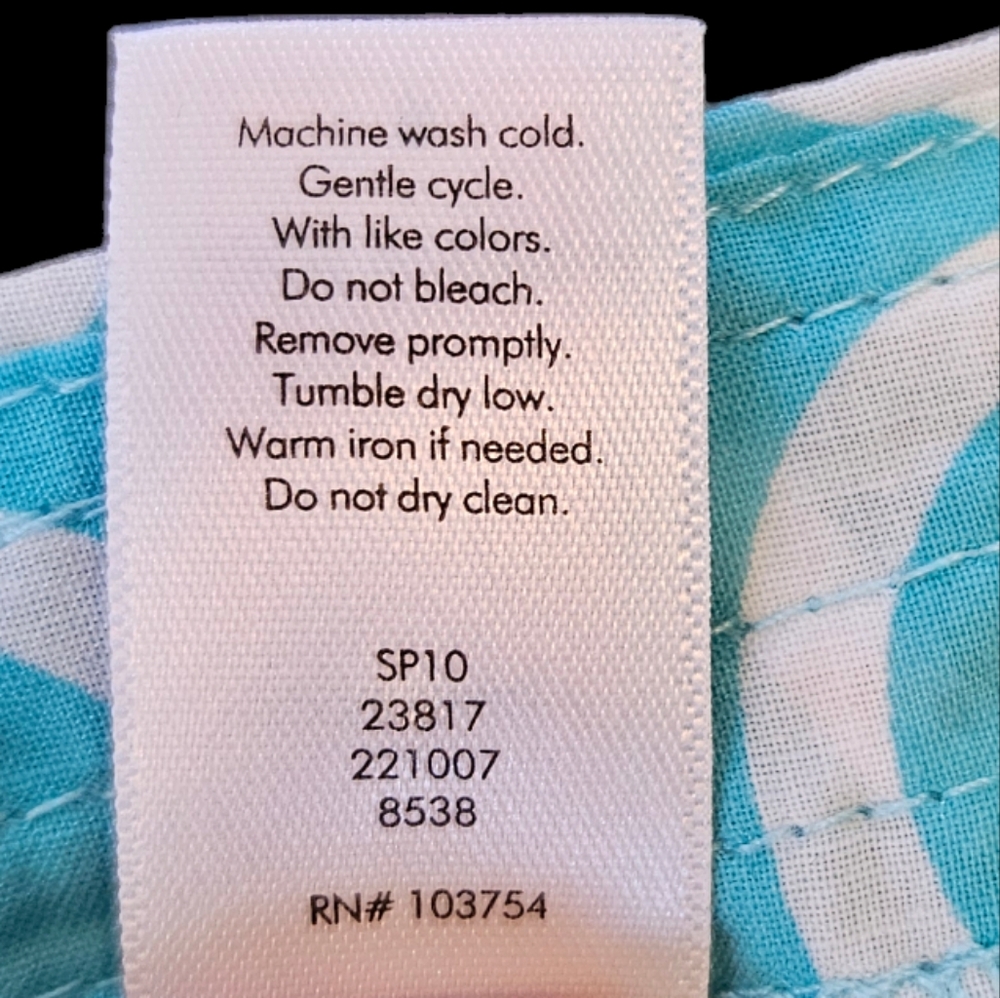 Machine wash cold.
Gentle cycle.
With like colors.
Do not bleach.
Remove promptly.
Tumble dry low.
Warm iron if needed.
Do not dry clean.
SP10
23817
221007
8538
RN# 103754